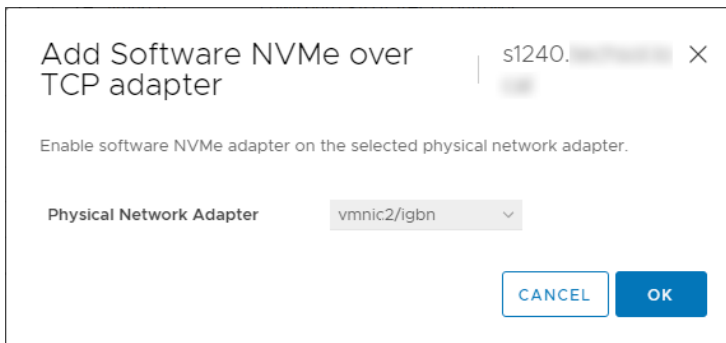 Add Software NVMe over
TCP adapter
s1240.
Enable software NVMe adapter on the selected physical network adapter.
Physical Network Adapter
vmnic2/igbn
CANCEL
OK